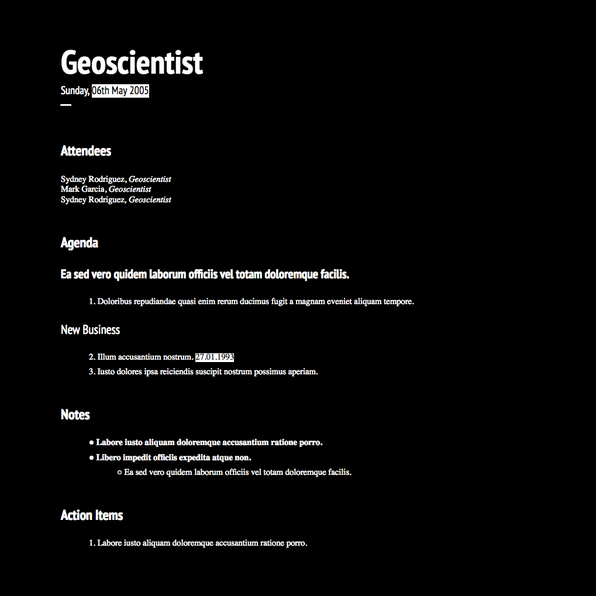 Geoscientist
Sunday, 06th May 2005
Attendees
Sydney Rodriguez, Geoscientist
Mark Garcia, Geoscientist
Sydney Rodriguez, Geoscientist
Agenda
Ea sed vero quidem laborum officiis vel totam doloremque facilis.
1. Doloribus repudiandae quasi enim rerum ducimus fugit a magnam eveniet aliquam tempore.
New Business
2. Illum accusantium nostrum. 27.01.1993
3. Iusto dolores ipsa reiciendis suscipit nostrum possimus aperiam.
Notes
● Labore iusto aliquam doloremque accusantium ratione porro.
● Libero impedit officiis expedita atque non.
○ Ea sed vero quidem laborum officiis vel totam doloremque facilis.
Action Items
1. Labore iusto aliquam doloremque accusantium ratione porro.